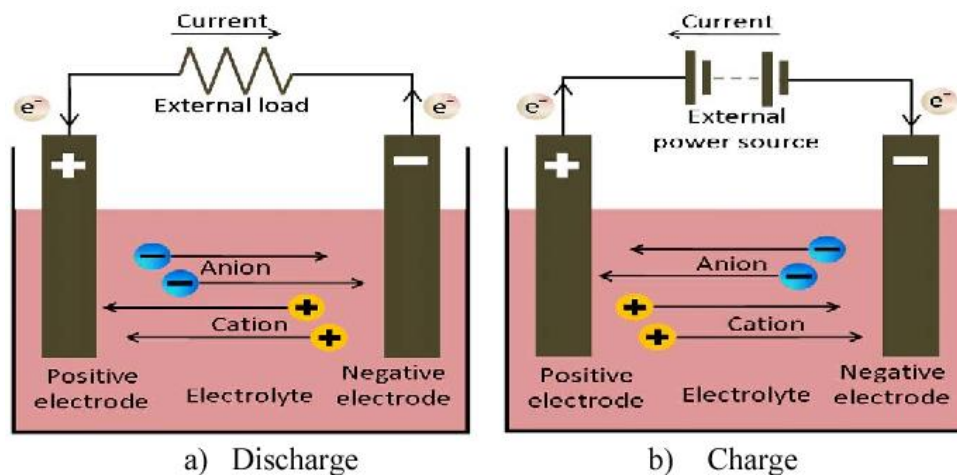 Current
e⁻
External load
e⁻
+
−
Anion
Cation
Positive
electrode
Electrolyte
Negative
electrode
a) Discharge
Current
e⁻
External
power source
e⁻
+
−
Anion
Cation
Positive
electrode
Electrolyte
Negative
electrode
b) Charge